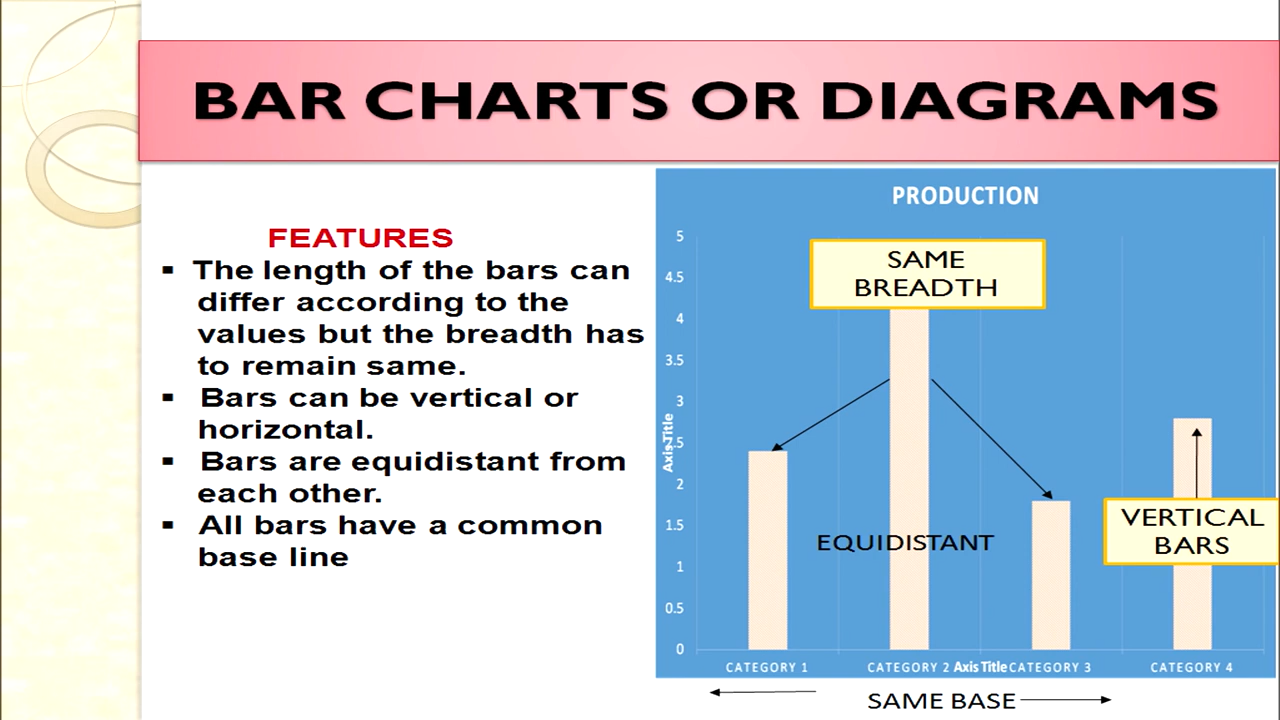 BAR CHARTS OR DIAGRAMS
FEATURES
▪ The length of the bars can
differ according to the
values but the breadth has
to remain same.
▪ Bars can be vertical or
horizontal.
▪ Bars are equidistant from
each other.
▪ All bars have a common
base line
PRODUCTION
5
4.5
4
3.5
3
2.5
2
1.5
1
0.5
0
Axis Title
SAME
BREADTH
EQUIDISTANT
VERTICAL
BARS
CATEGORY 1 CATEGORY 2 Axis Title CATEGORY 3 CATEGORY 4
SAME BASE